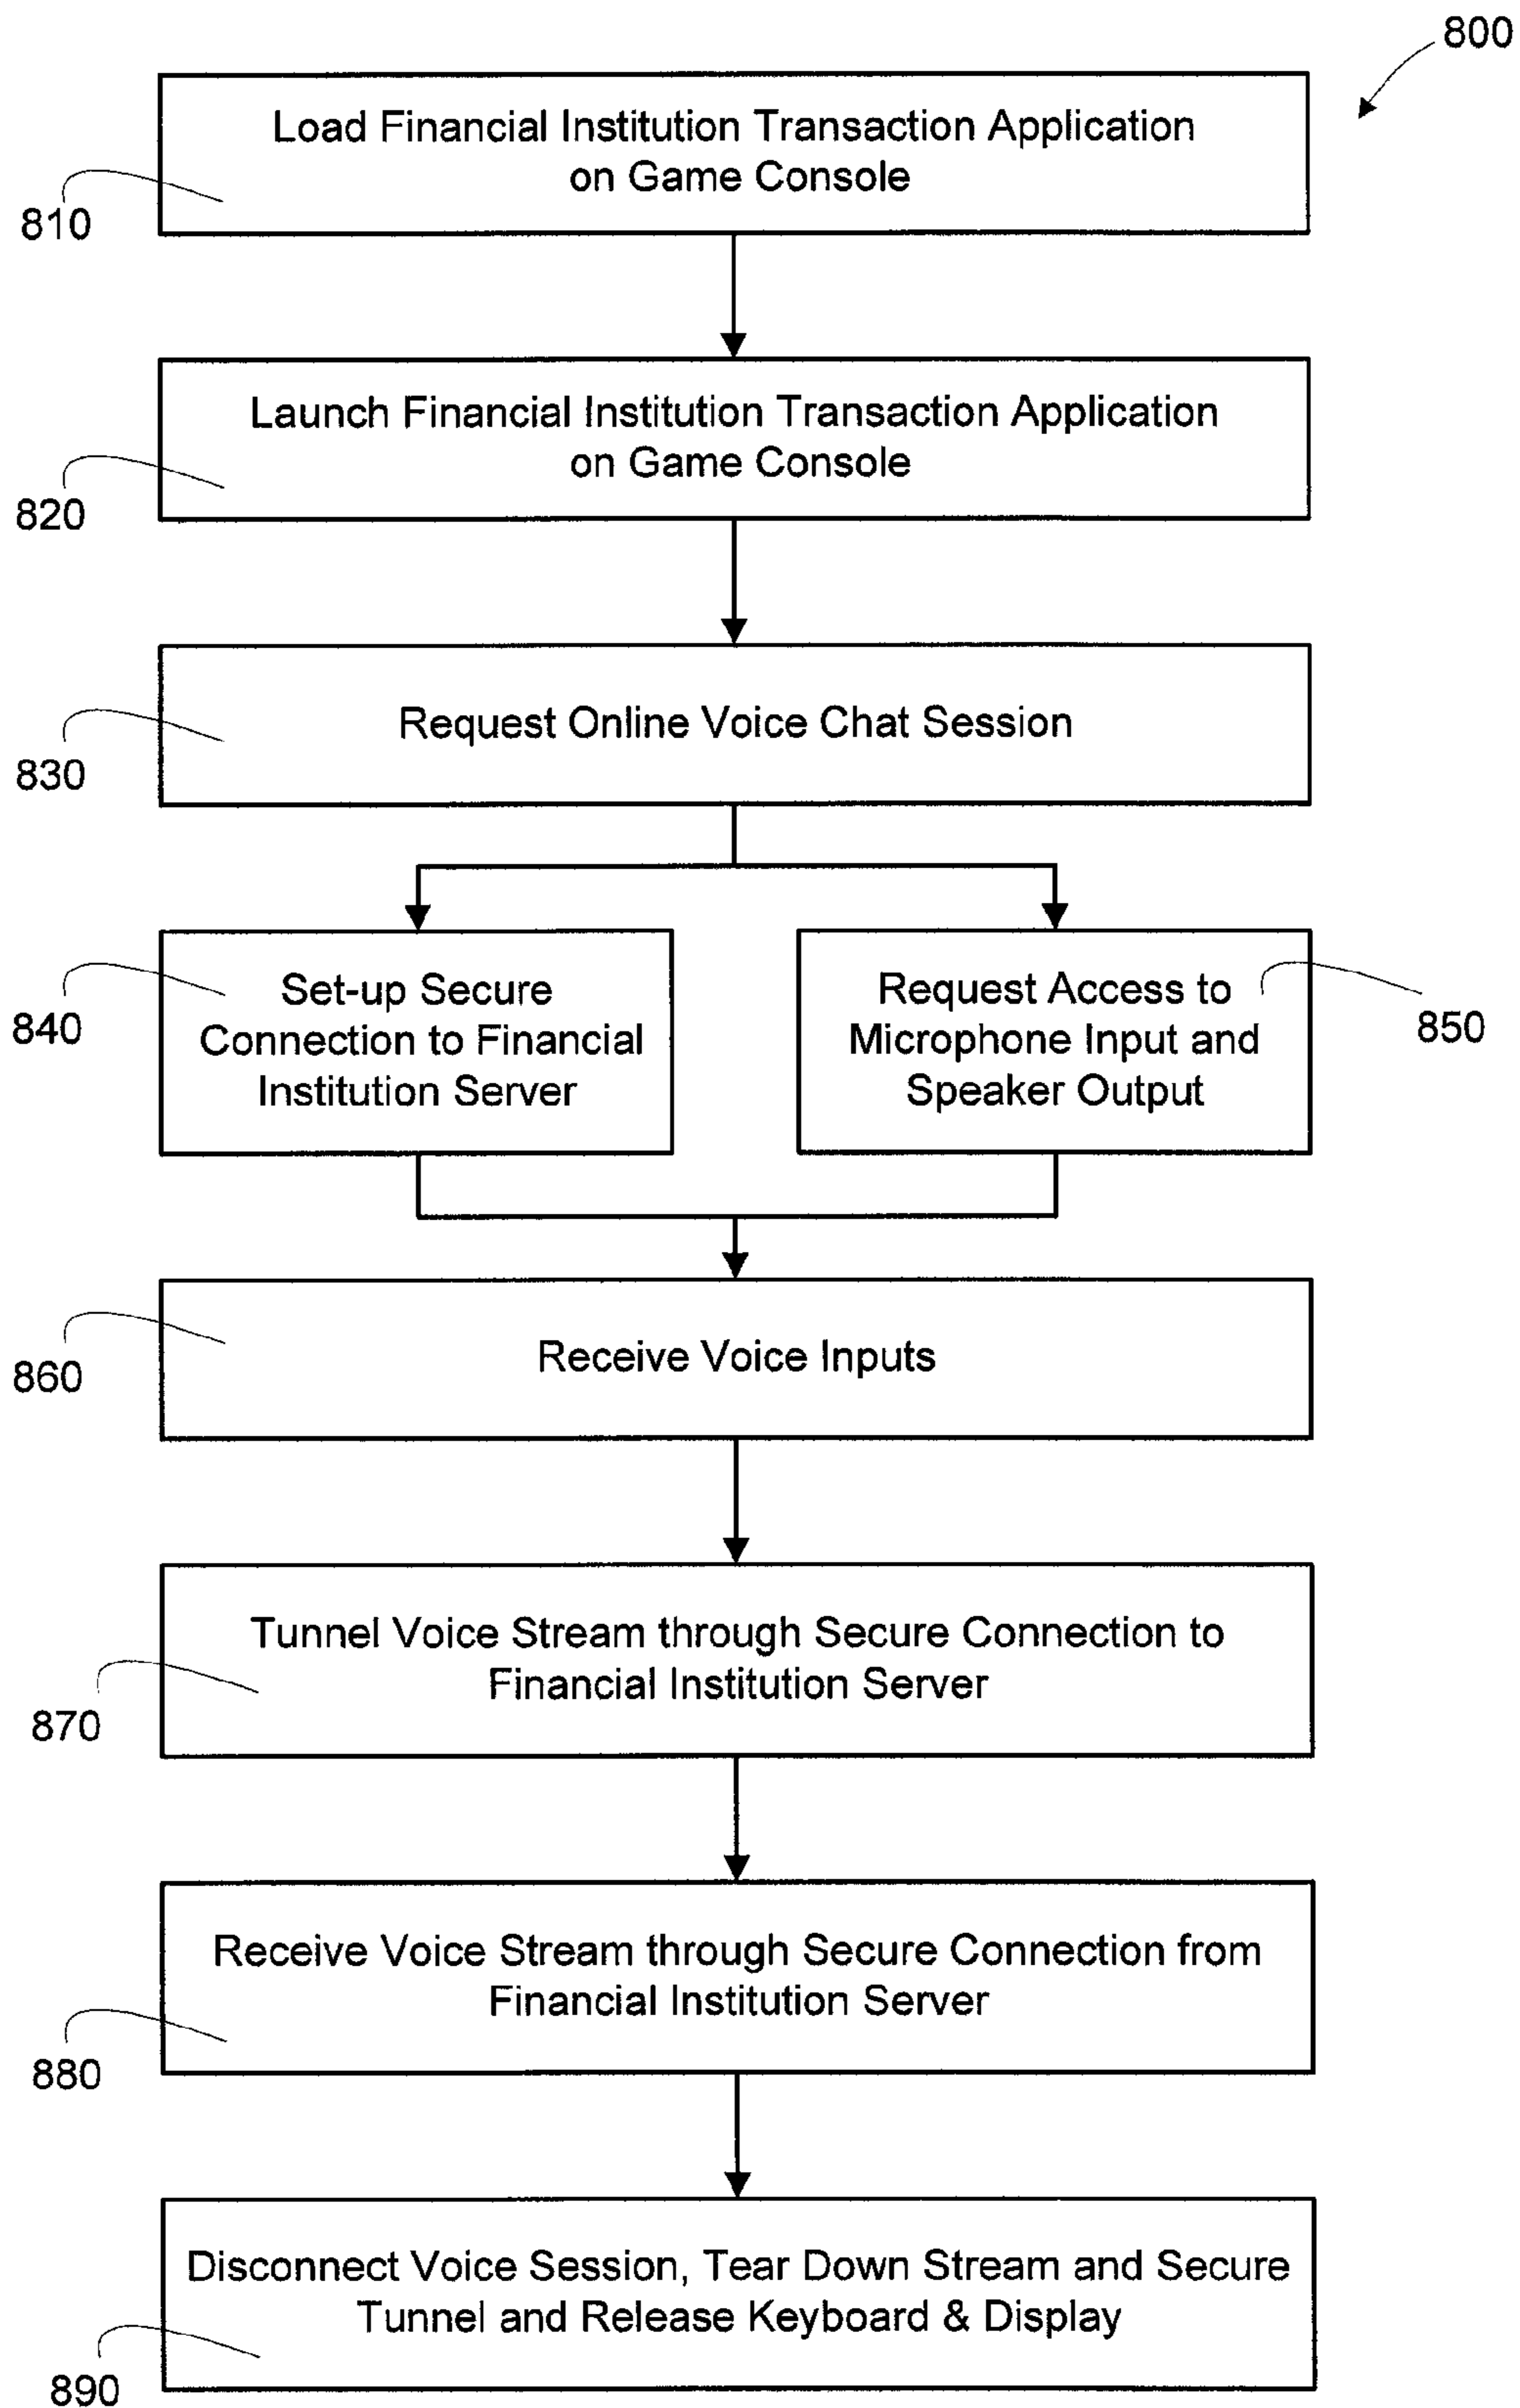 800
Load Financial Institution Transaction Application
on Game Console
810
Launch Financial Institution Transaction Application
on Game Console
820
Request Online Voice Chat Session
830
Set-up Secure
Connection to Financial
Institution Server
840
Request Access to
Microphone Input and
Speaker Output
850
Receive Voice Inputs
860
Tunnel Voice Stream through Secure Connection to
Financial Institution Server
870
Receive Voice Stream through Secure Connection from
Financial Institution Server
880
Disconnect Voice Session, Tear Down Stream and Secure
Tunnel and Release Keyboard & Display
890